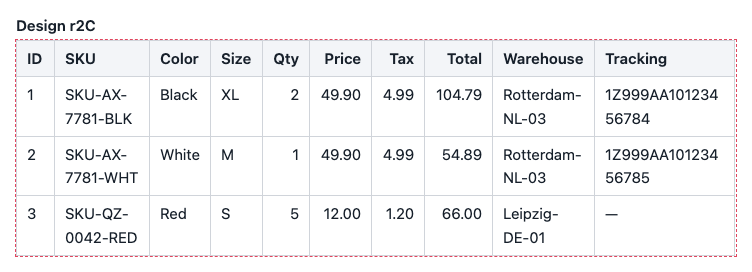 Design r2C
ID SKU Color Size Qty Price Tax Total Warehouse Tracking
1 SKU-AX- Black XL 2 49.90 4.99 104.79 Rotterdam- 1Z999AA101234
7781-BLK NL-03 56784
2 SKU-AX- White M 1 49.90 4.99 54.89 Rotterdam- 1Z999AA101234
7781-WHT NL-03 56785
3 SKU-QZ- Red S 5 12.00 1.20 66.00 Leipzig- —
0042-RED DE-01